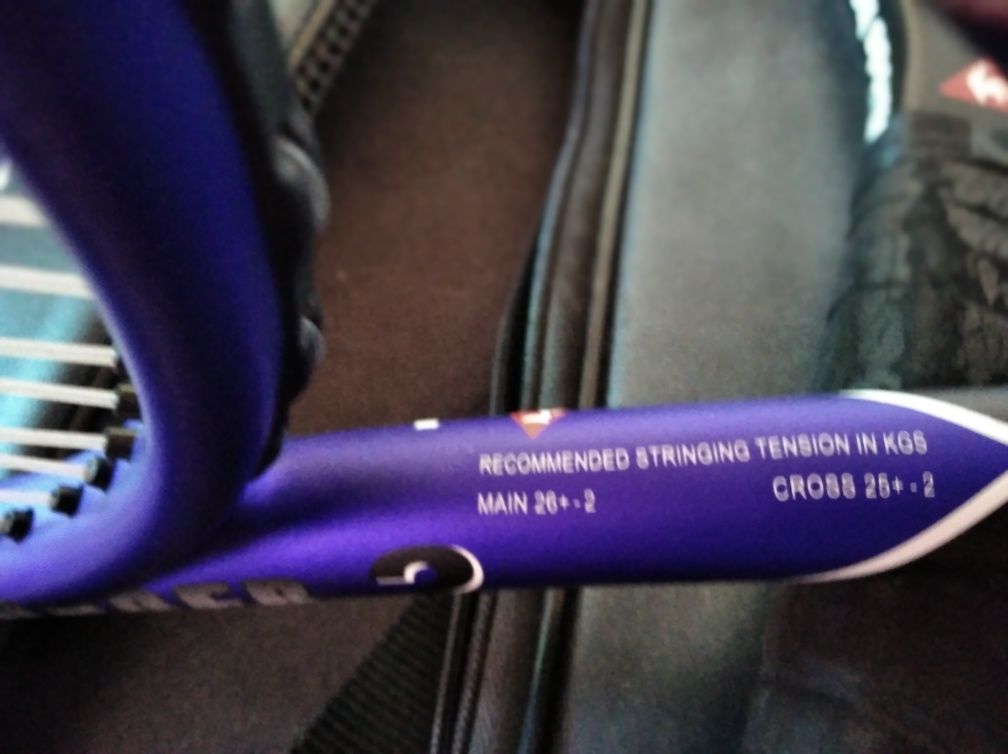 RECOMMENDED STRINGING TENSION IN KGS
MAIN 26+-2 CROSS 25+-2